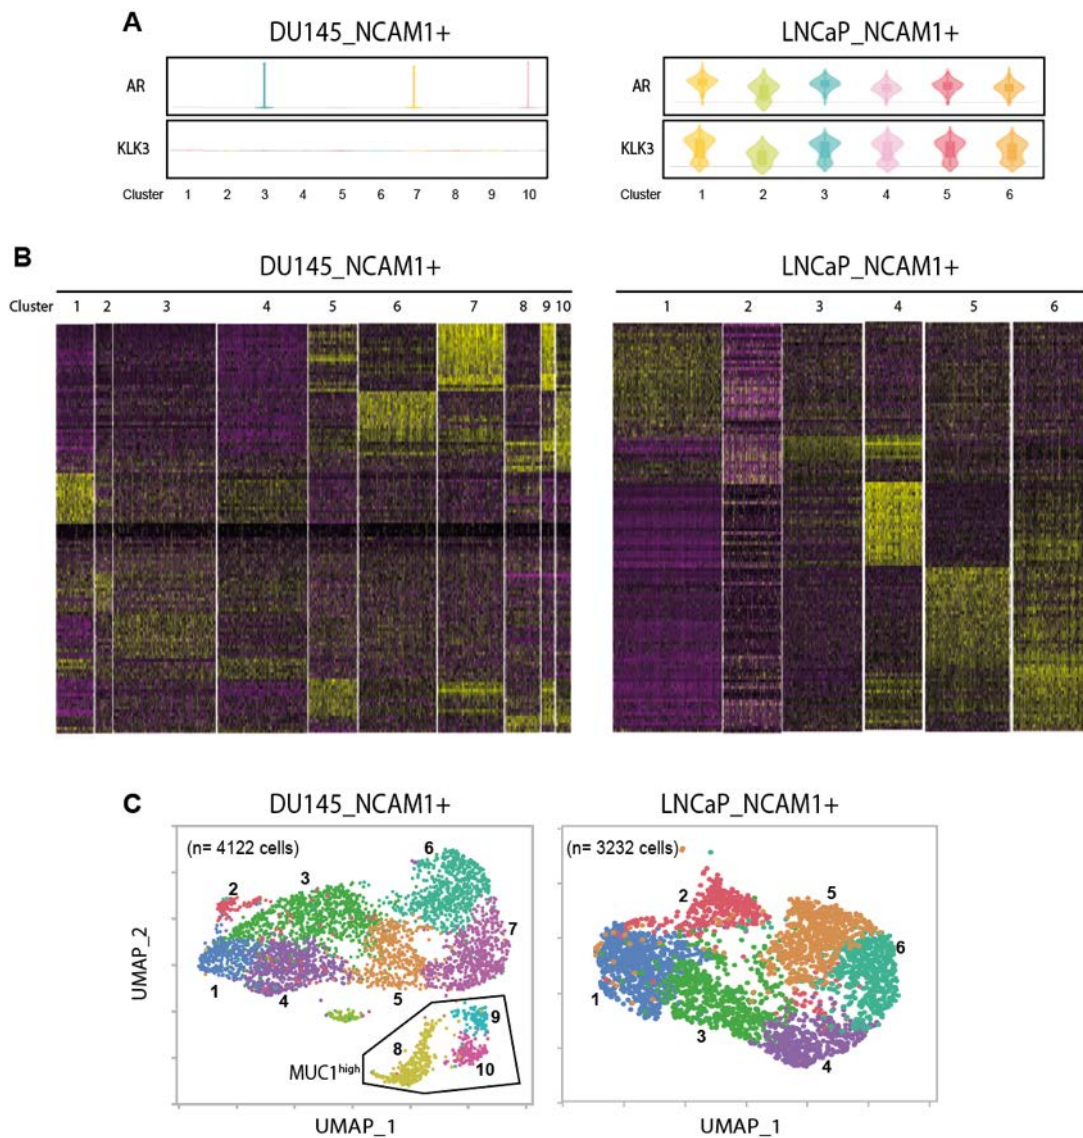 A
DU145_NCAM1+ LNCaP_NCAM1+
AR AR
KLK3 KLK3
Cluster 1 2 3 4 5 6 7 8 9 10 Cluster 1 2 3 4 5 6
B
DU145_NCAM1+ LNCaP_NCAM1+
Cluster 1 2 3 4 5 6 7 8 9 10 1 2 3 4 5 6
C
DU145_NCAM1+ LNCaP_NCAM1+
(n= 4122 cells) (n= 3232 cells)
6
3
2
7
1
4
5
9
8
10
MUC1high
2
5
6
1
3
4
UMAP_2
UMAP_1 UMAP_1